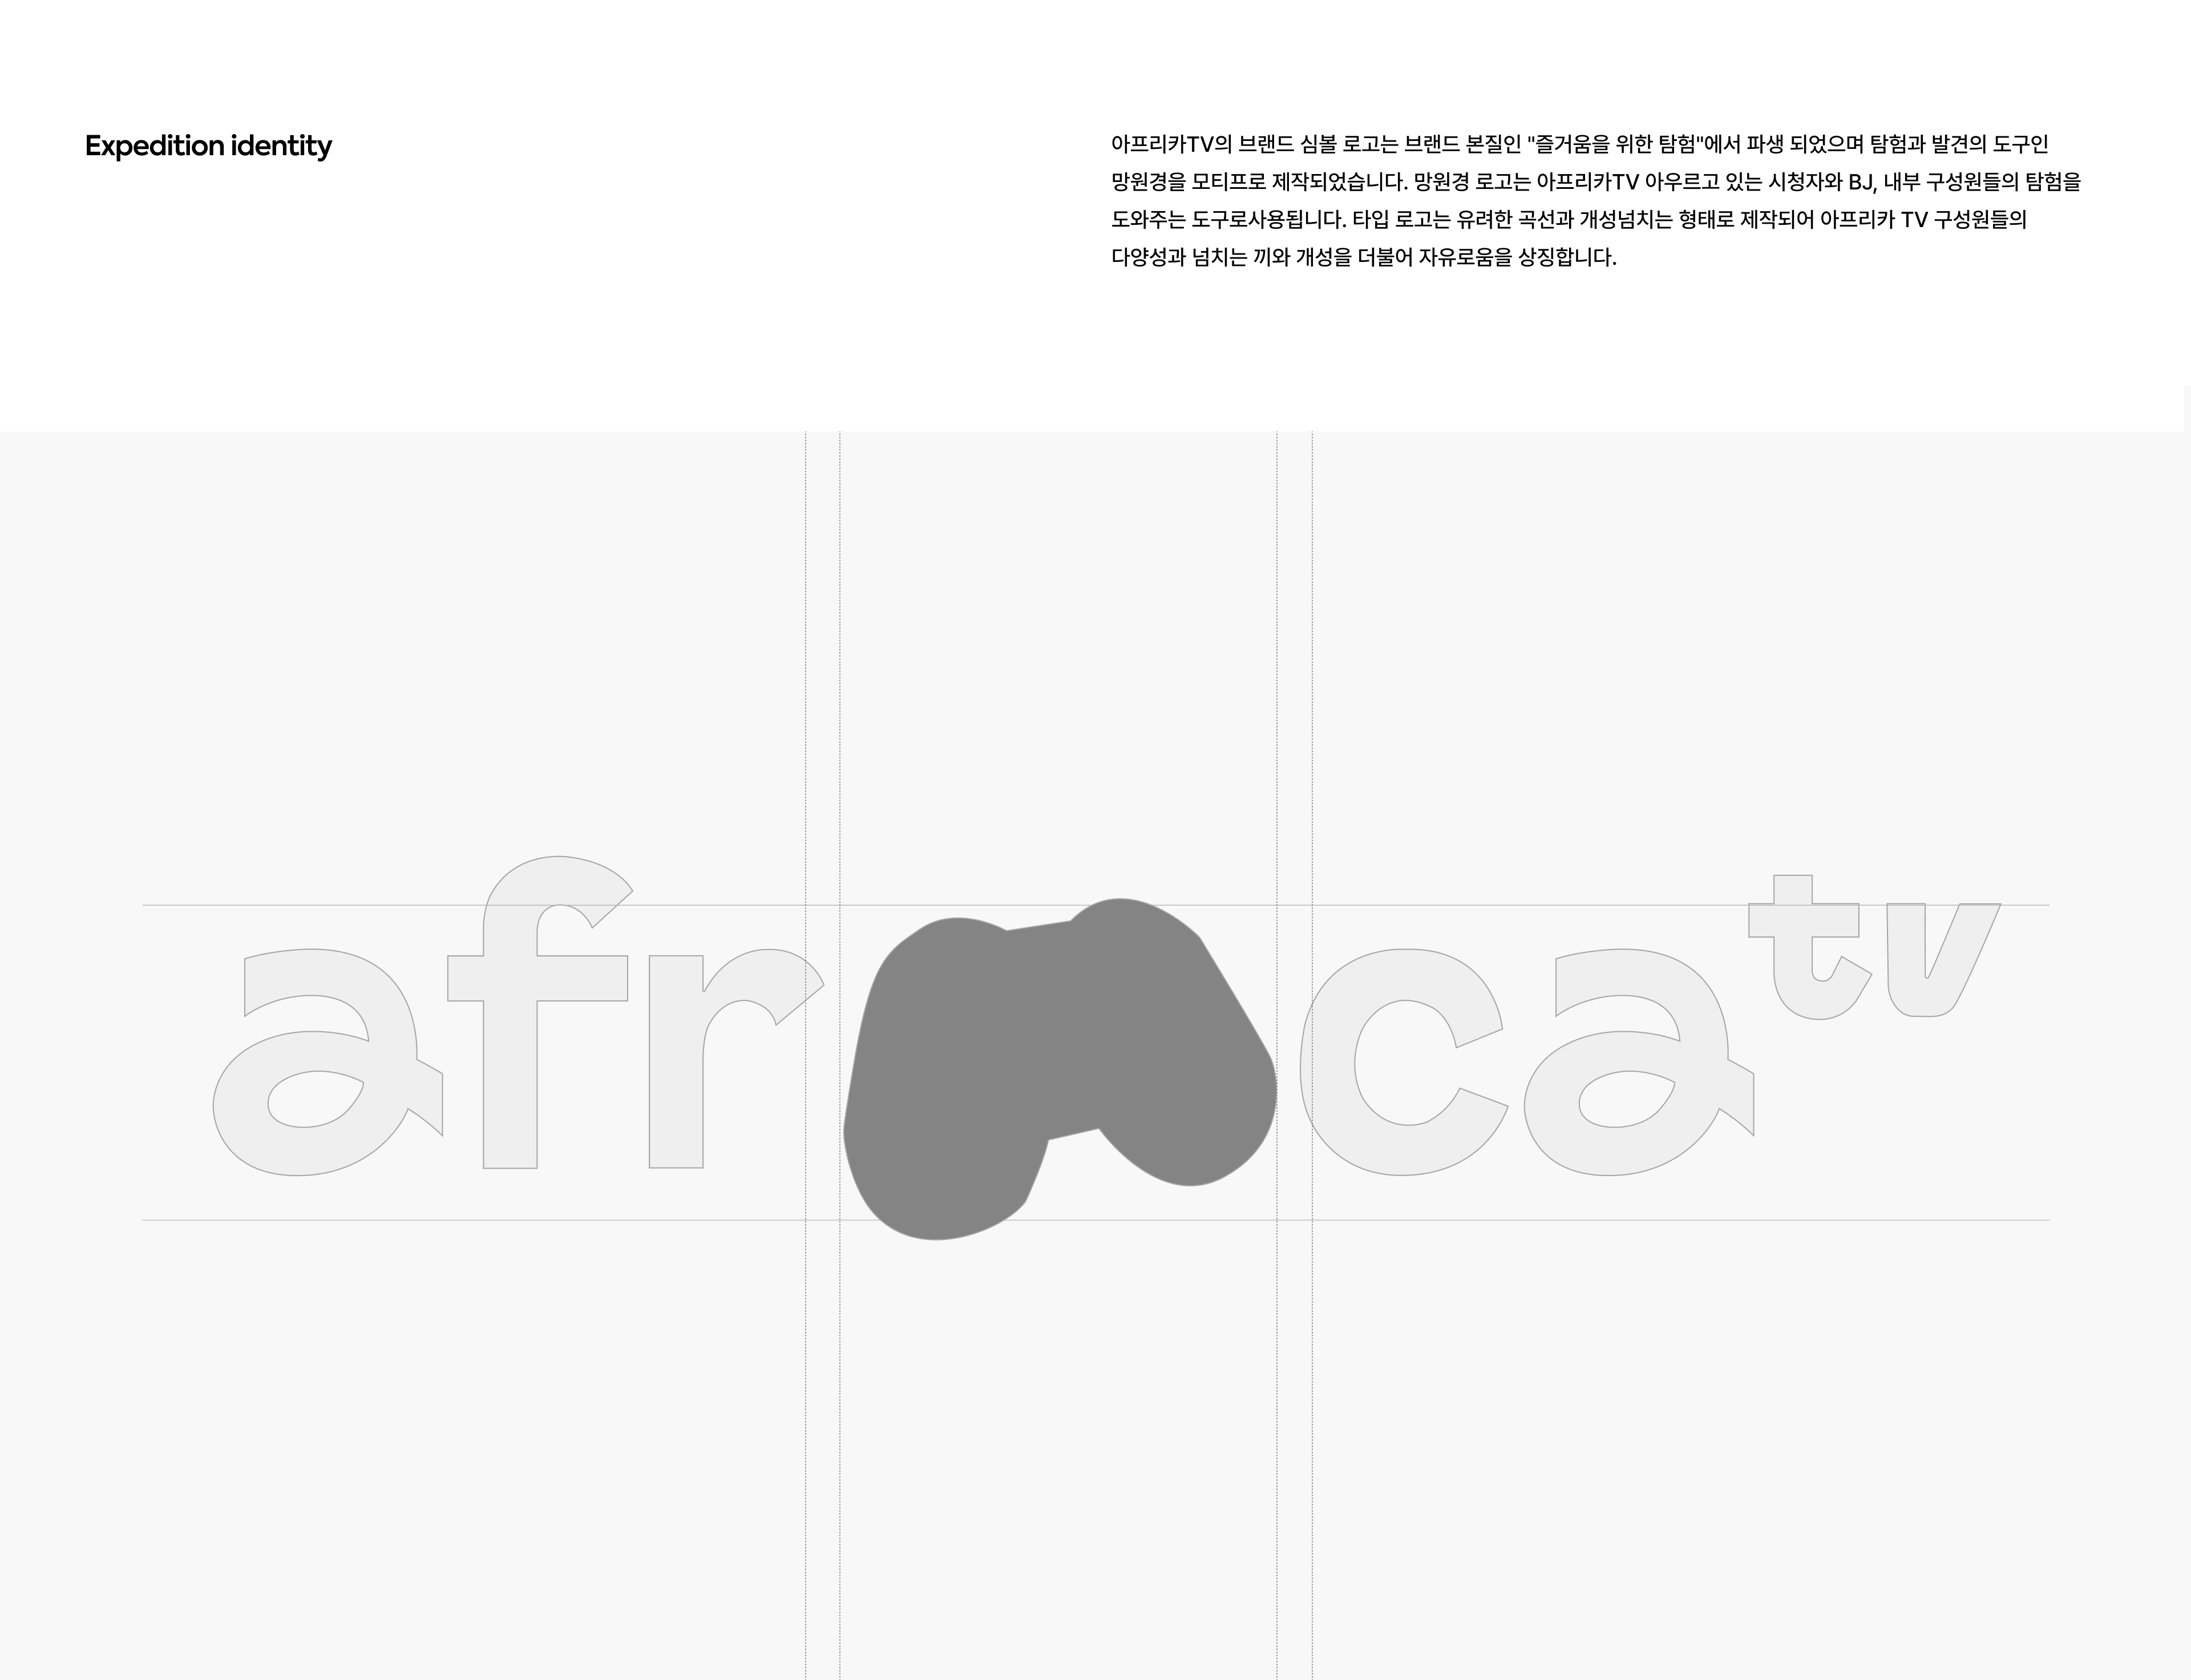 Expedition identity
아프리카TV의 브랜드 심볼 로고는 브랜드 본질인 "즐거움을 위한 탐험"에서 파생 되었으며 탐험과 발견의 도구인
망원경을 모티프로 제작되었습니다. 망원경 로고는 아프리카TV 아우르고 있는 시청자와 BJ, 내부 구성원들의 탐험을
도와주는 도구로사용됩니다. 타입 로고는 유려한 곡선과 개성넘치는 형태로 제작되어 아프리카 TV 구성원들의
다양성과 넘치는 끼와 개성을 더불어 자유로움을 상징합니다.
afr ca tv